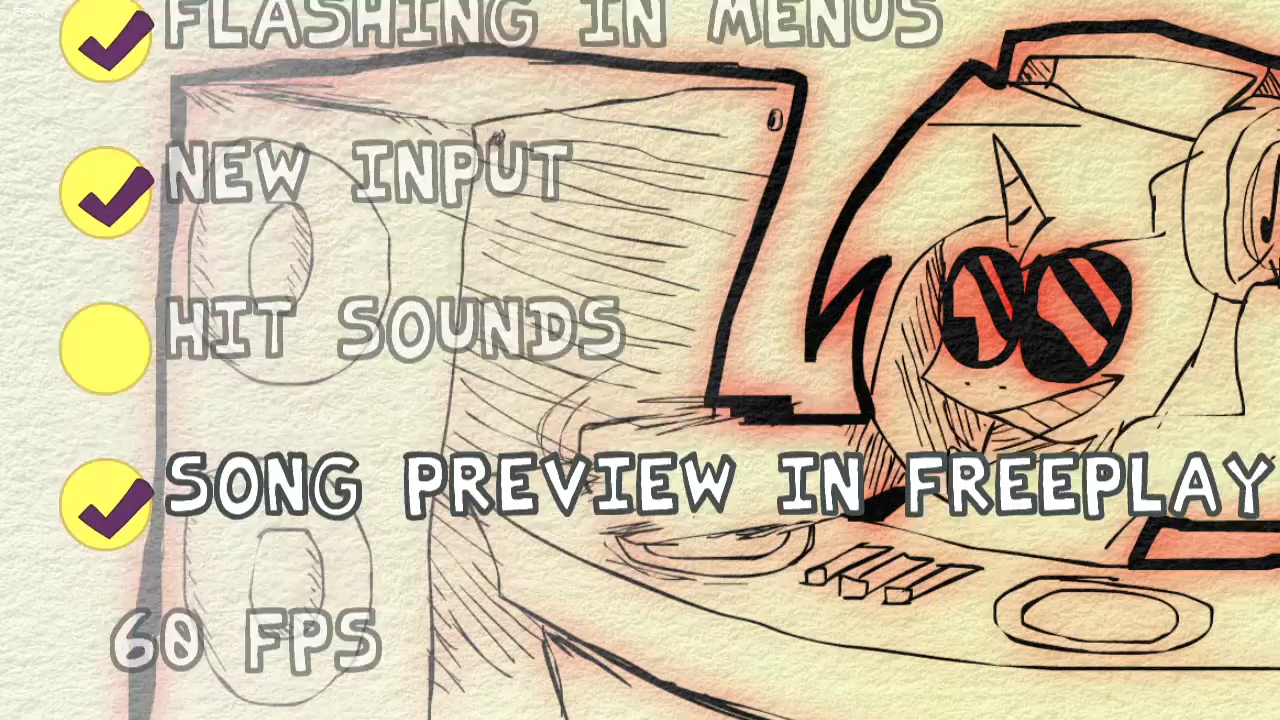 FLASHING IN MENUS
NEW INPUT
HIT SOUNDS
SONG PREVIEW IN FREEPLAY
60 FPS